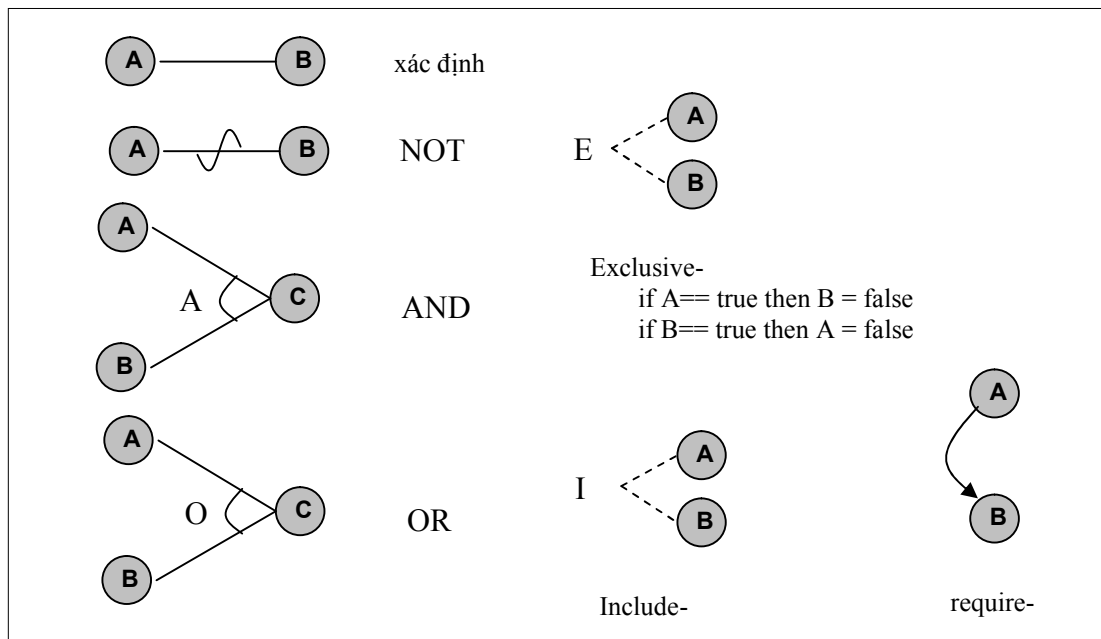 A B xác định
A B NOT
A
A C AND
B
A
O C OR
B
A
E
B
Exclusive-
if A== true then B = false
if B== true then A = false
A
I
B
Include-
A
B
require-